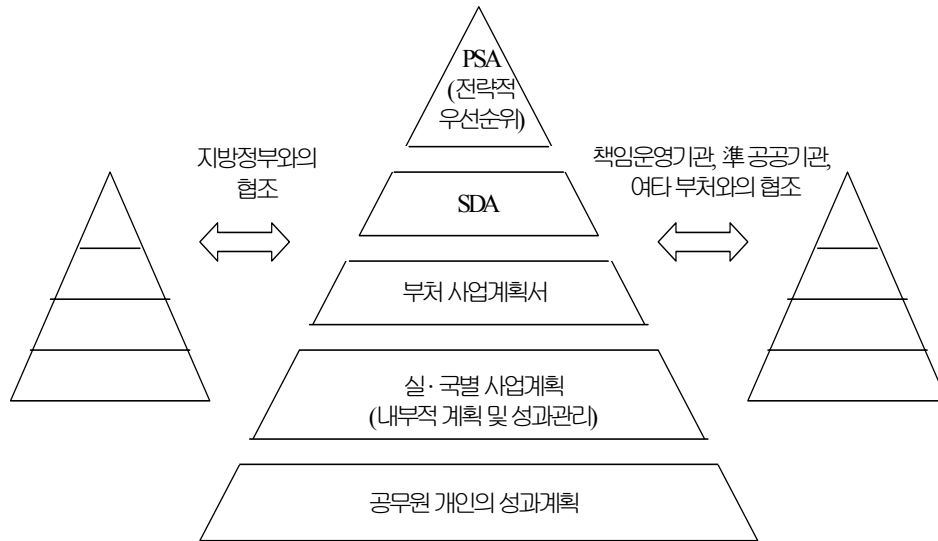 PSA
(전략적
우선순위)
지방정부와의
협조
책임운영기관, 準 공공기관,
여타 부처와의 협조
SDA
부처 사업계획서
실·국별 사업계획
(내부적 계획 및 성과관리)
공무원 개인의 성과계획